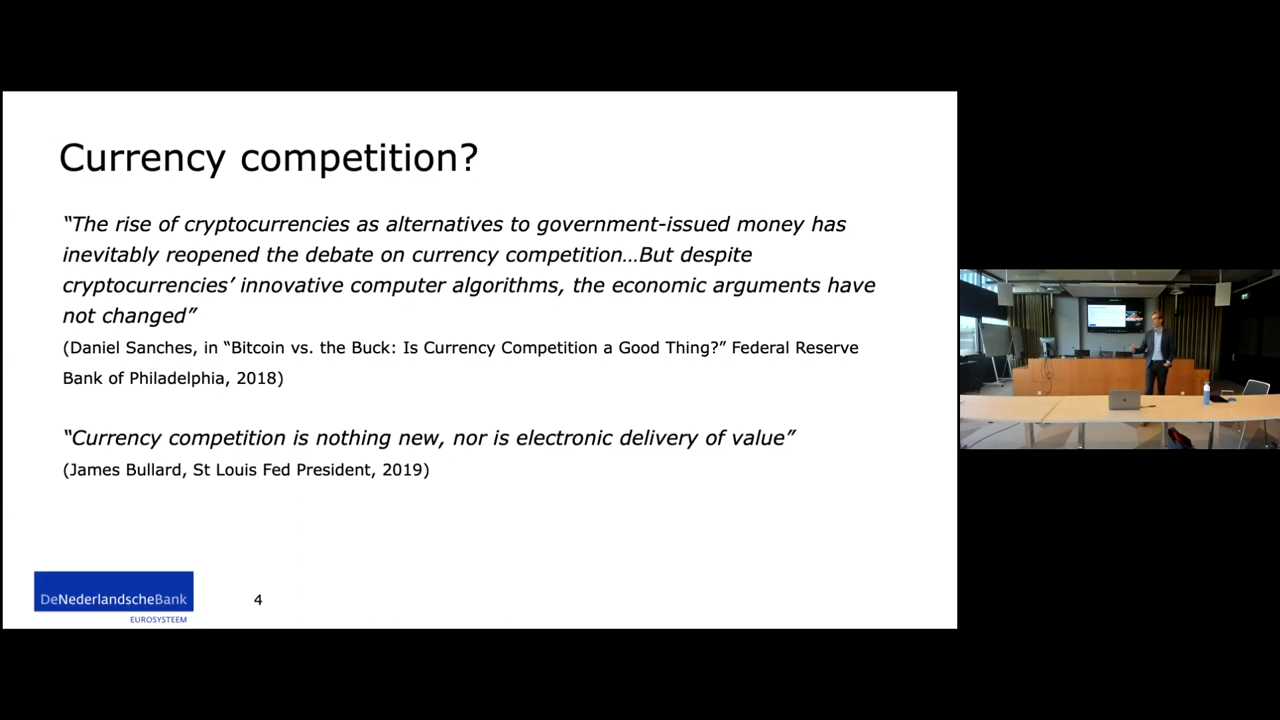 Currency competition?
“The rise of cryptocurrencies as alternatives to government-issued money has
inevitably reopened the debate on currency competition…But despite
cryptocurrencies’ innovative computer algorithms, the economic arguments have
not changed”
(Daniel Sanches, in “Bitcoin vs. the Buck: Is Currency Competition a Good Thing?” Federal Reserve
Bank of Philadelphia, 2018)
“Currency competition is nothing new, nor is electronic delivery of value”
(James Bullard, St Louis Fed President, 2019)
DeNederlandscheBank
EUROSYSTEEM
4